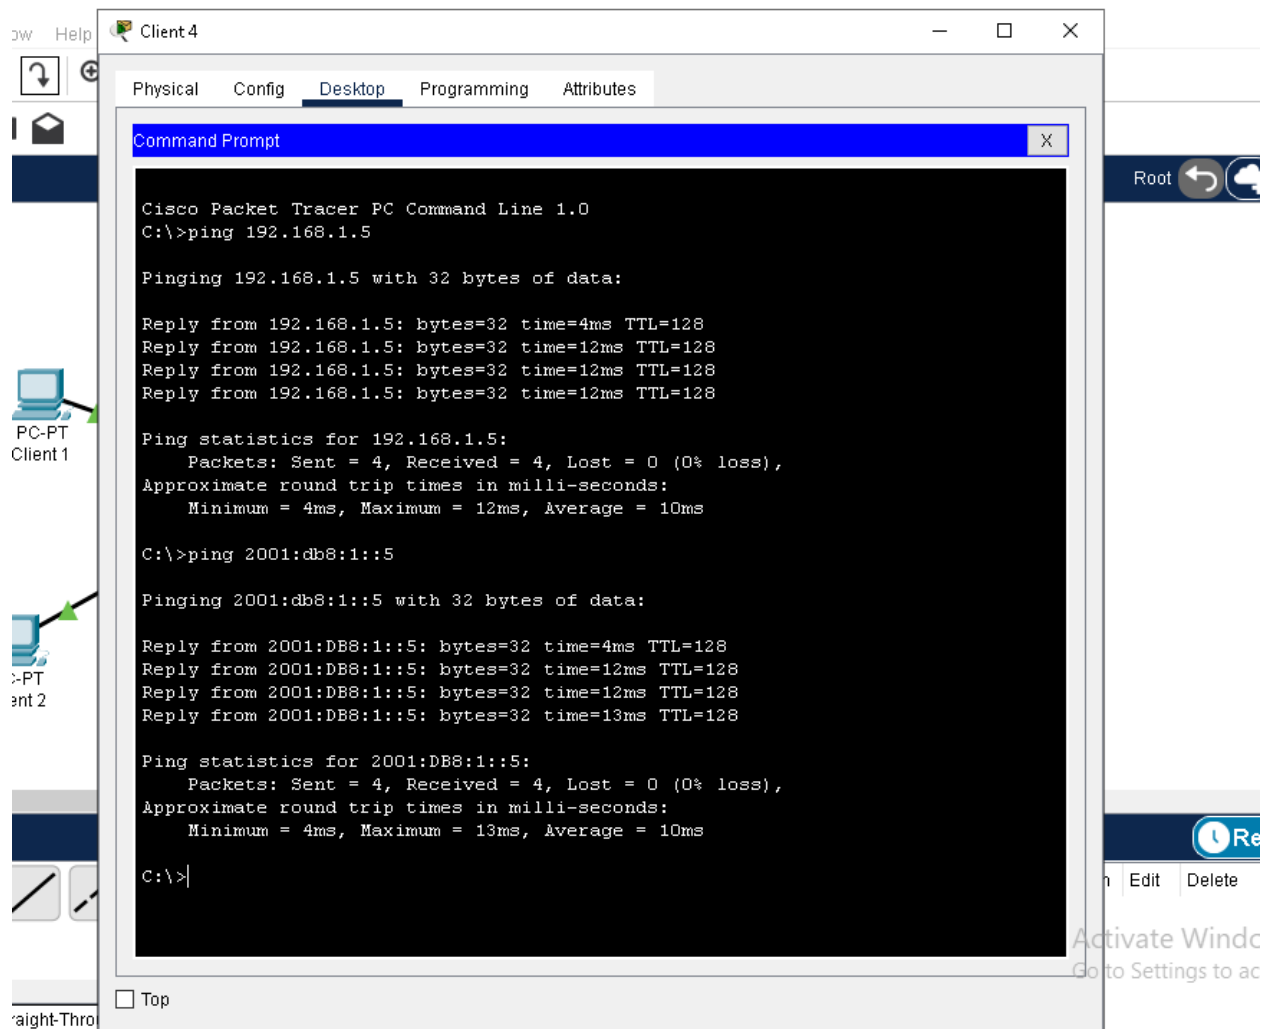 Help
Client 4
Physical Config Desktop Programming Attributes
Command Prompt
X
Root
Cisco Packet Tracer PC Command Line 1.0
C:\>ping 192.168.1.5
Pinging 192.168.1.5 with 32 bytes of data:
Reply from 192.168.1.5: bytes=32 time=4ms TTL=128
Reply from 192.168.1.5: bytes=32 time=12ms TTL=128
Reply from 192.168.1.5: bytes=32 time=12ms TTL=128
Reply from 192.168.1.5: bytes=32 time=12ms TTL=128
Ping statistics for 192.168.1.5:
Packets: Sent = 4, Received = 4, Lost = 0 (0% loss),
Approximate round trip times in milli-seconds:
Minimum = 4ms, Maximum = 12ms, Average = 10ms
C:\>ping 2001:db8:1::5
Pinging 2001:db8:1::5 with 32 bytes of data:
Reply from 2001:DB8:1::5: bytes=32 time=4ms TTL=128
Reply from 2001:DB8:1::5: bytes=32 time=12ms TTL=128
Reply from 2001:DB8:1::5: bytes=32 time=12ms TTL=128
Reply from 2001:DB8:1::5: bytes=32 time=13ms TTL=128
Ping statistics for 2001:DB8:1::5:
Packets: Sent = 4, Received = 4, Lost = 0 (0% loss),
Approximate round trip times in milli-seconds:
Minimum = 4ms, Maximum = 13ms, Average = 10ms
C:\>
PC-PT
Client 1
-PT
ent 2
Re
Edit Delete
Activate Windo
Go to Settings to ac
Top
aight-Thro